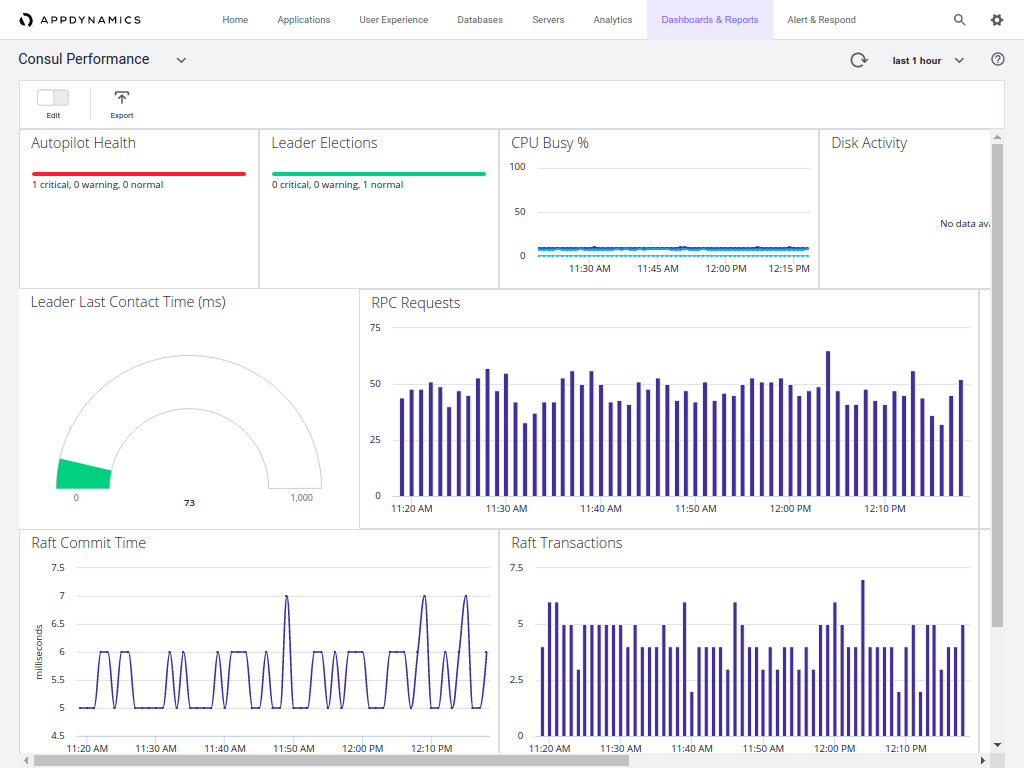 APPDYNAMICS
Home Applications User Experience Databases Servers Analytics Dashboards & Reports Alert & Respond
Consul Performance
last 1 hour
Edit
Export
Autopilot Health
1 critical, 0 warning, 0 normal
Leader Elections
0 critical, 0 warning, 1 normal
CPU Busy %
100
50
0
11:30 AM 11:45 AM 12:00 PM 12:15 PM
Disk Activity
No data ava
Leader Last Contact Time (ms)
0
73
1,000
RPC Requests
75
50
25
0
11:20 AM 11:30 AM 11:40 AM 11:50 AM 12:00 PM 12:10 PM
Raft Commit Time
milliseconds
7.5
7
6.5
6
5.5
5
4.5
11:20 AM 11:30 AM 11:40 AM 11:50 AM 12:00 PM 12:10 PM
Raft Transactions
7.5
5
2.5
0
11:20 AM 11:30 AM 11:40 AM 11:50 AM 12:00 PM 12:10 PM